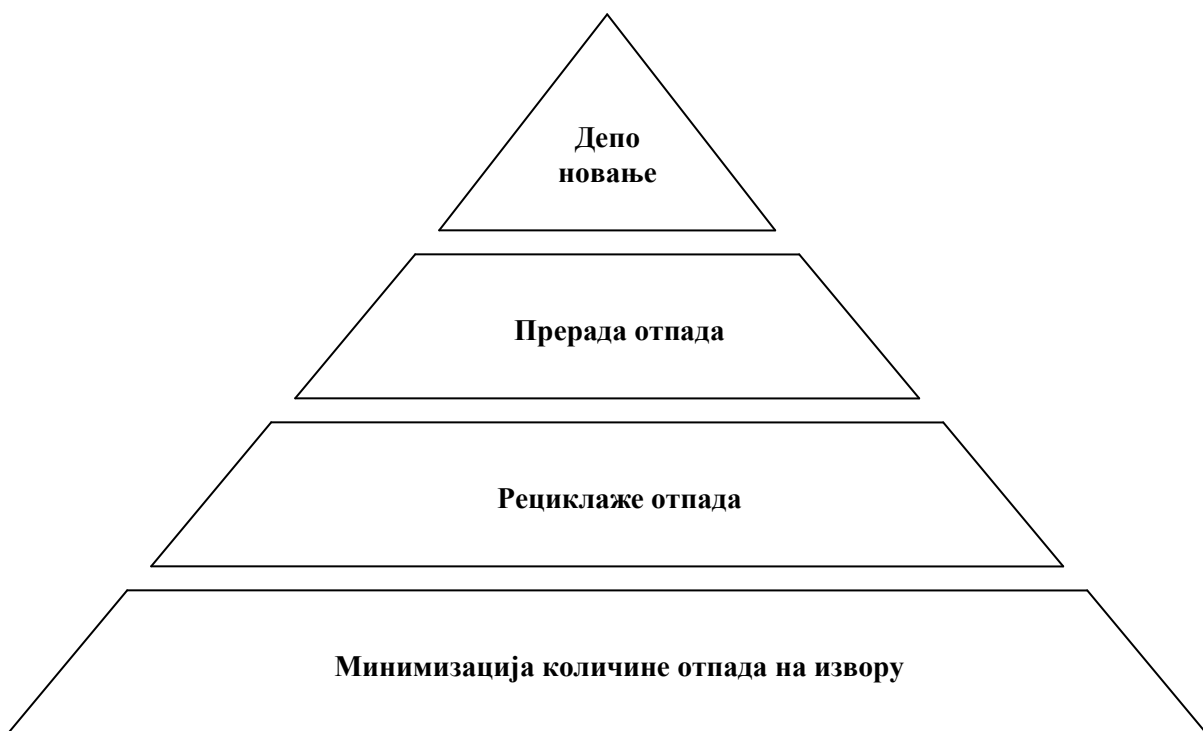 Депо
новање
Прерада отпада
Рециклаже отпада
Минимизација количине отпада на извору